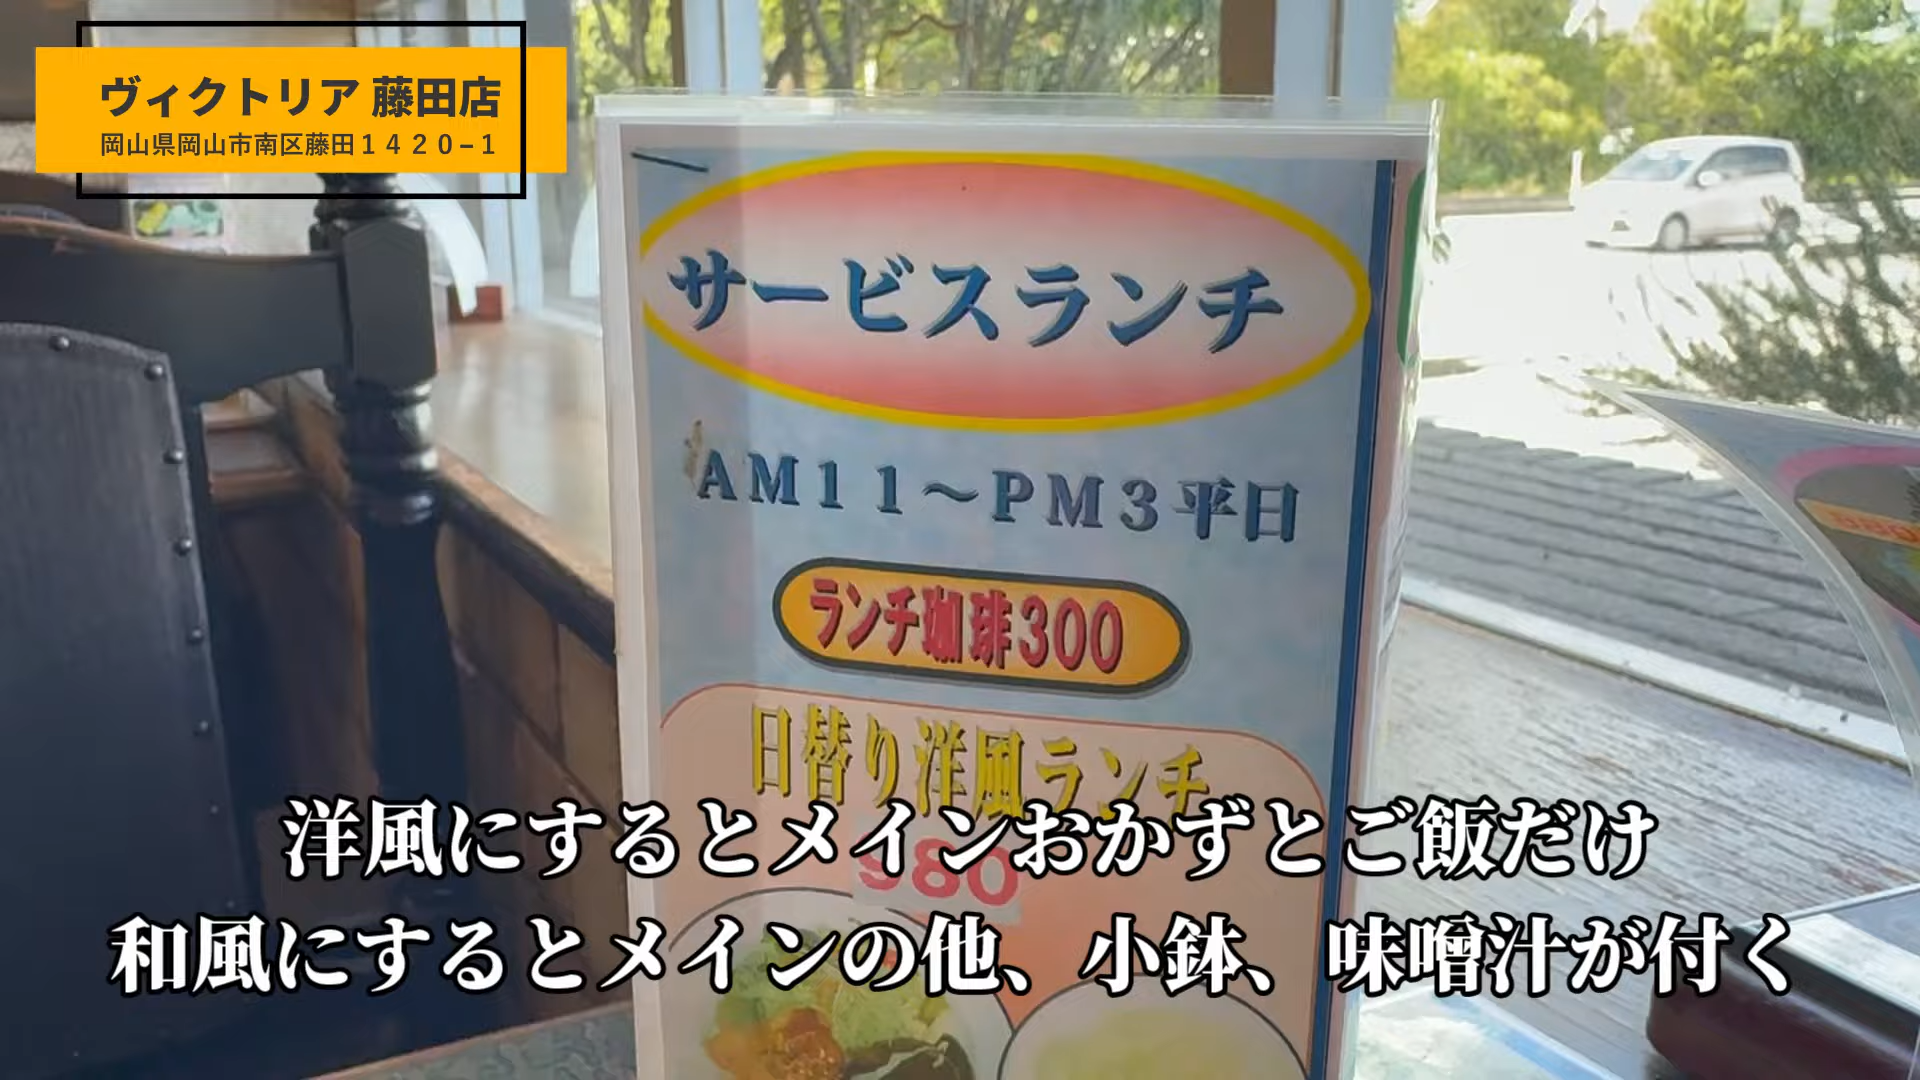 ヴィクトリア 藤田店
岡山県岡山市南区藤田１４２０−１
サービスランチ
ＡＭ１１～ＰＭ３平日
ランチ珈琲300
日替り洋風ランチ
980
洋風にするとメインおかずとご飯だけ
和風にするとメインの他、小鉢、味噌汁が付く